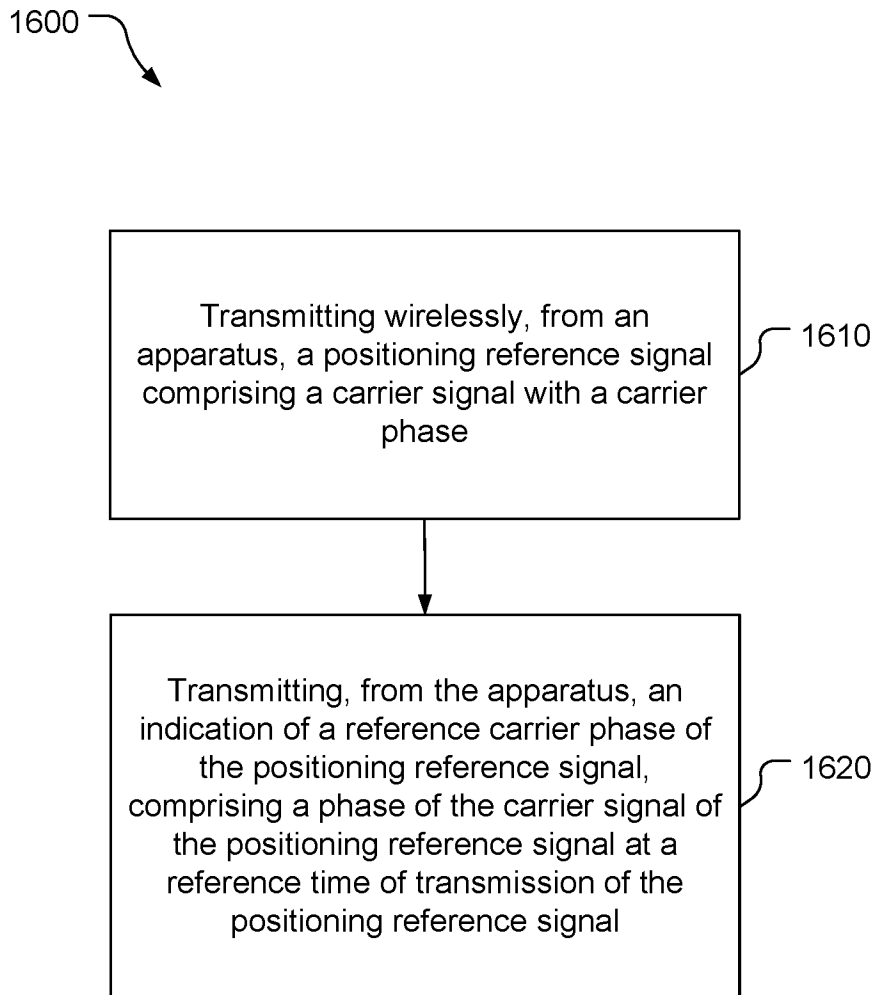 1600
Transmitting wirelessly, from an
apparatus, a positioning reference signal
comprising a carrier signal with a carrier
phase
1610
Transmitting, from the apparatus, an
indication of a reference carrier phase of
the positioning reference signal,
comprising a phase of the carrier signal of
the positioning reference signal at a
reference time of transmission of the
positioning reference signal
1620